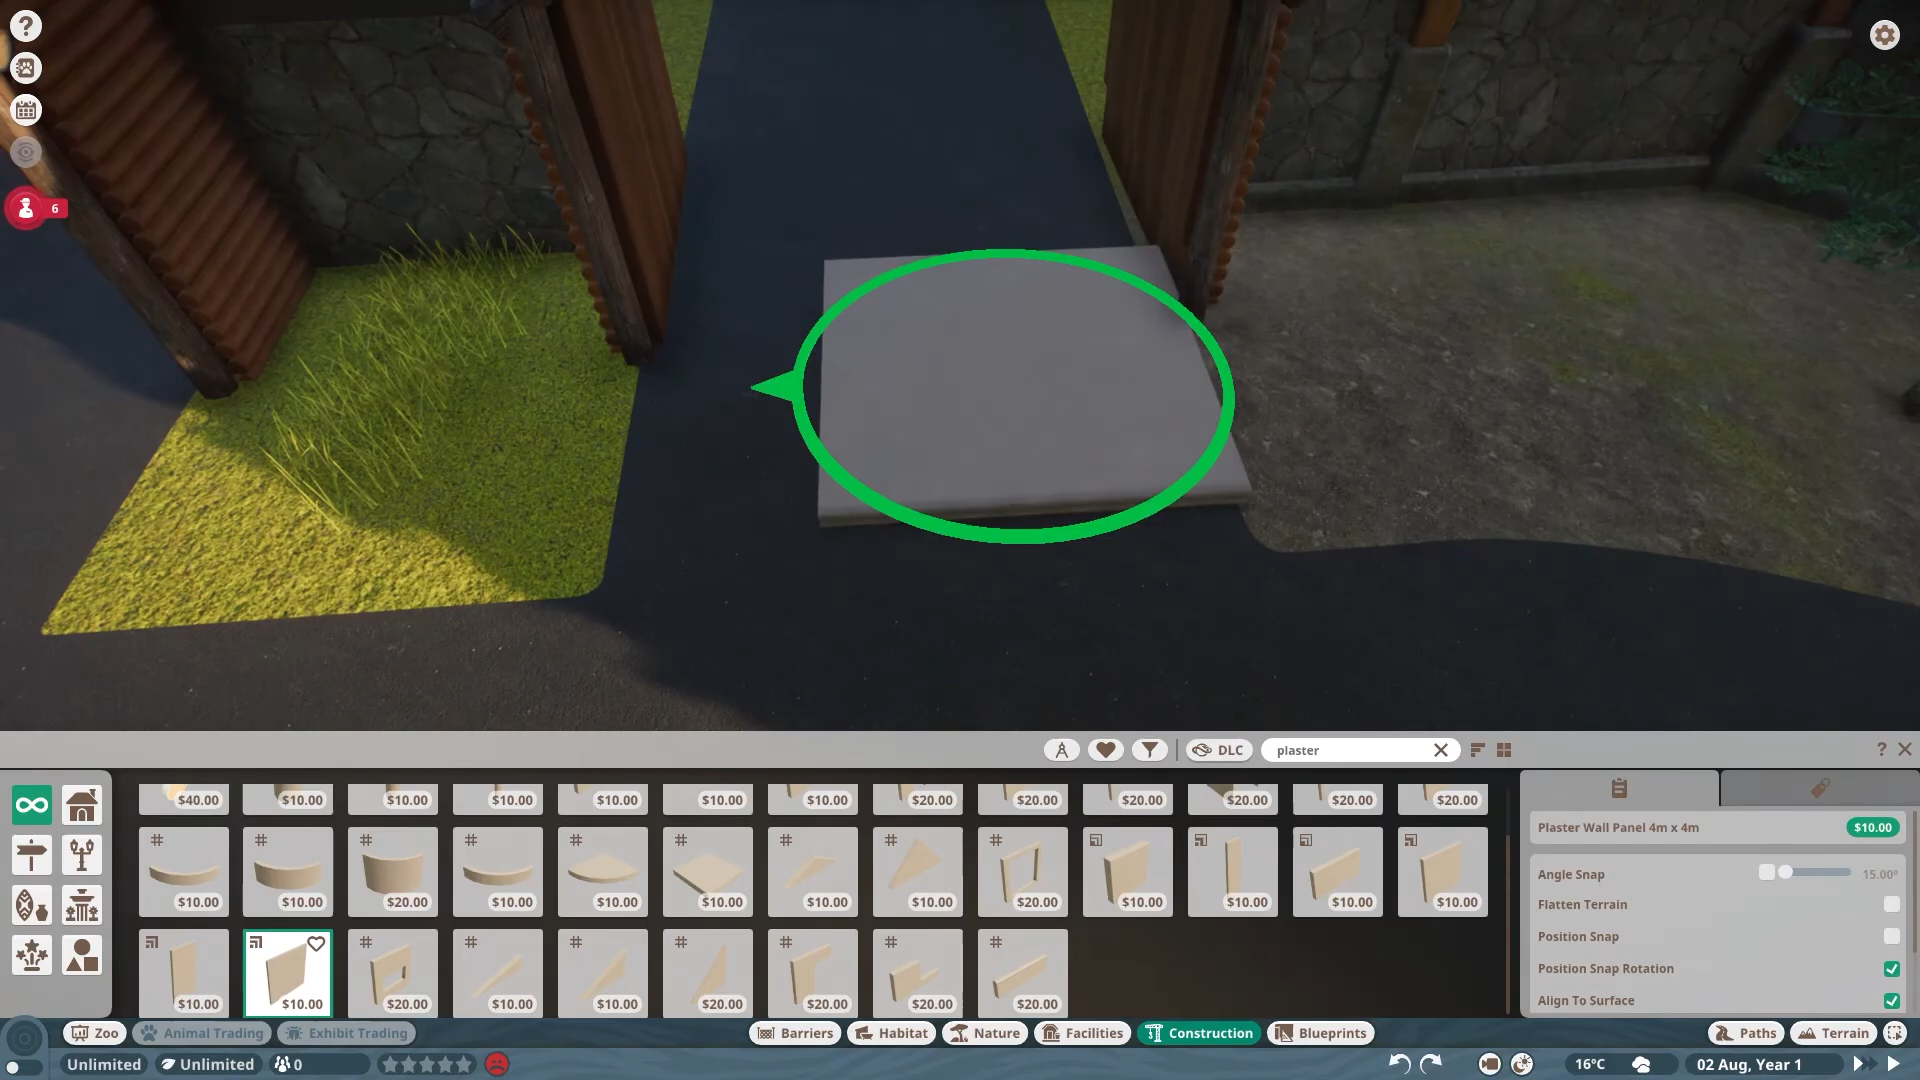 6
DLC
plaster
?
$40.00 $10.00 $10.00 $10.00 $10.00 $10.00 $10.00 $20.00 $20.00 $20.00 $20.00 $20.00 $20.00
$10.00 $10.00 $20.00 $10.00 $10.00 $10.00 $10.00 $10.00 $20.00 $10.00 $10.00 $10.00 $10.00
$10.00 $10.00 $20.00 $10.00 $10.00 $20.00 $10.00 $20.00 $20.00
Plaster Wall Panel 4m x 4m $10.00
Angle Snap 15.00°
Flatten Terrain
Position Snap
Position Snap Rotation
Align To Surface
Zoo Animal Trading Exhibit Trading Barriers Habitat Nature Facilities Construction Blueprints Paths Terrain
Unlimited Unlimited 0 16°C 02 Aug, Year 1